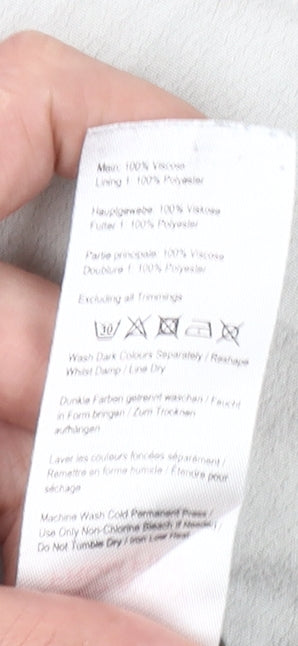 Main: 100% Viscose
Lining 1: 100% Polyester
Hauptgewebe: 100% Viskose
Futter 1: 100% Polyester
Partie principale: 100% Viscose
Doublure 1: 100% Polyester
Excluding all Trimmings
30
Wash Dark Colours Separately / Reshape
Whilst Damp / Line Dry
Dunkle Farben getrennt waschen / Feucht
in Form bringen / Zum Trocknen
aufhängen
Laver les couleurs foncées séparément /
Remettre en forme humide / Étendre pour
séchage
Machine Wash Cold Permanent Press /
Use Only Non-Chlorine Bleach If Needed /
Do Not Tumble Dry / Iron Low Heat